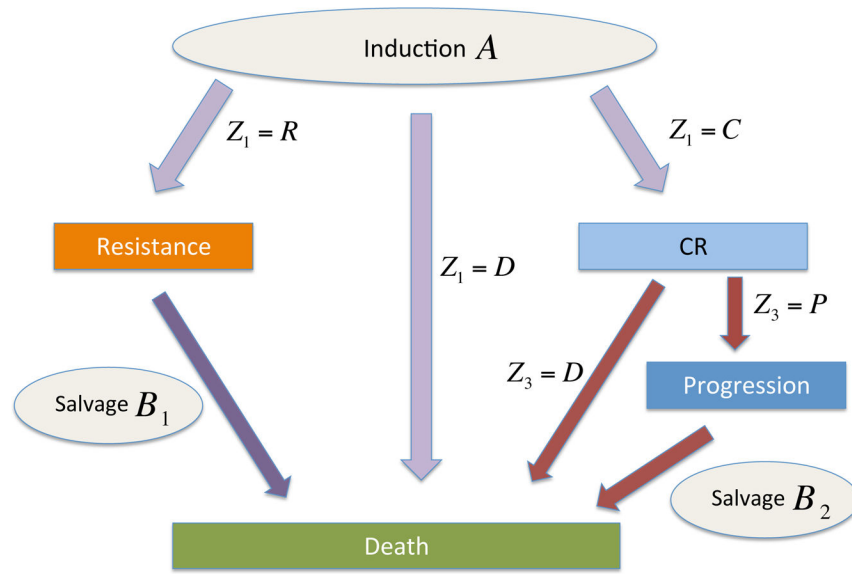 Induction A
Z₁ = R
Z₁ = C
Resistance
CR
Z₁ = D
Z₃ = P
Z₃ = D
Progression
Salvage B₁
Salvage B₂
Death